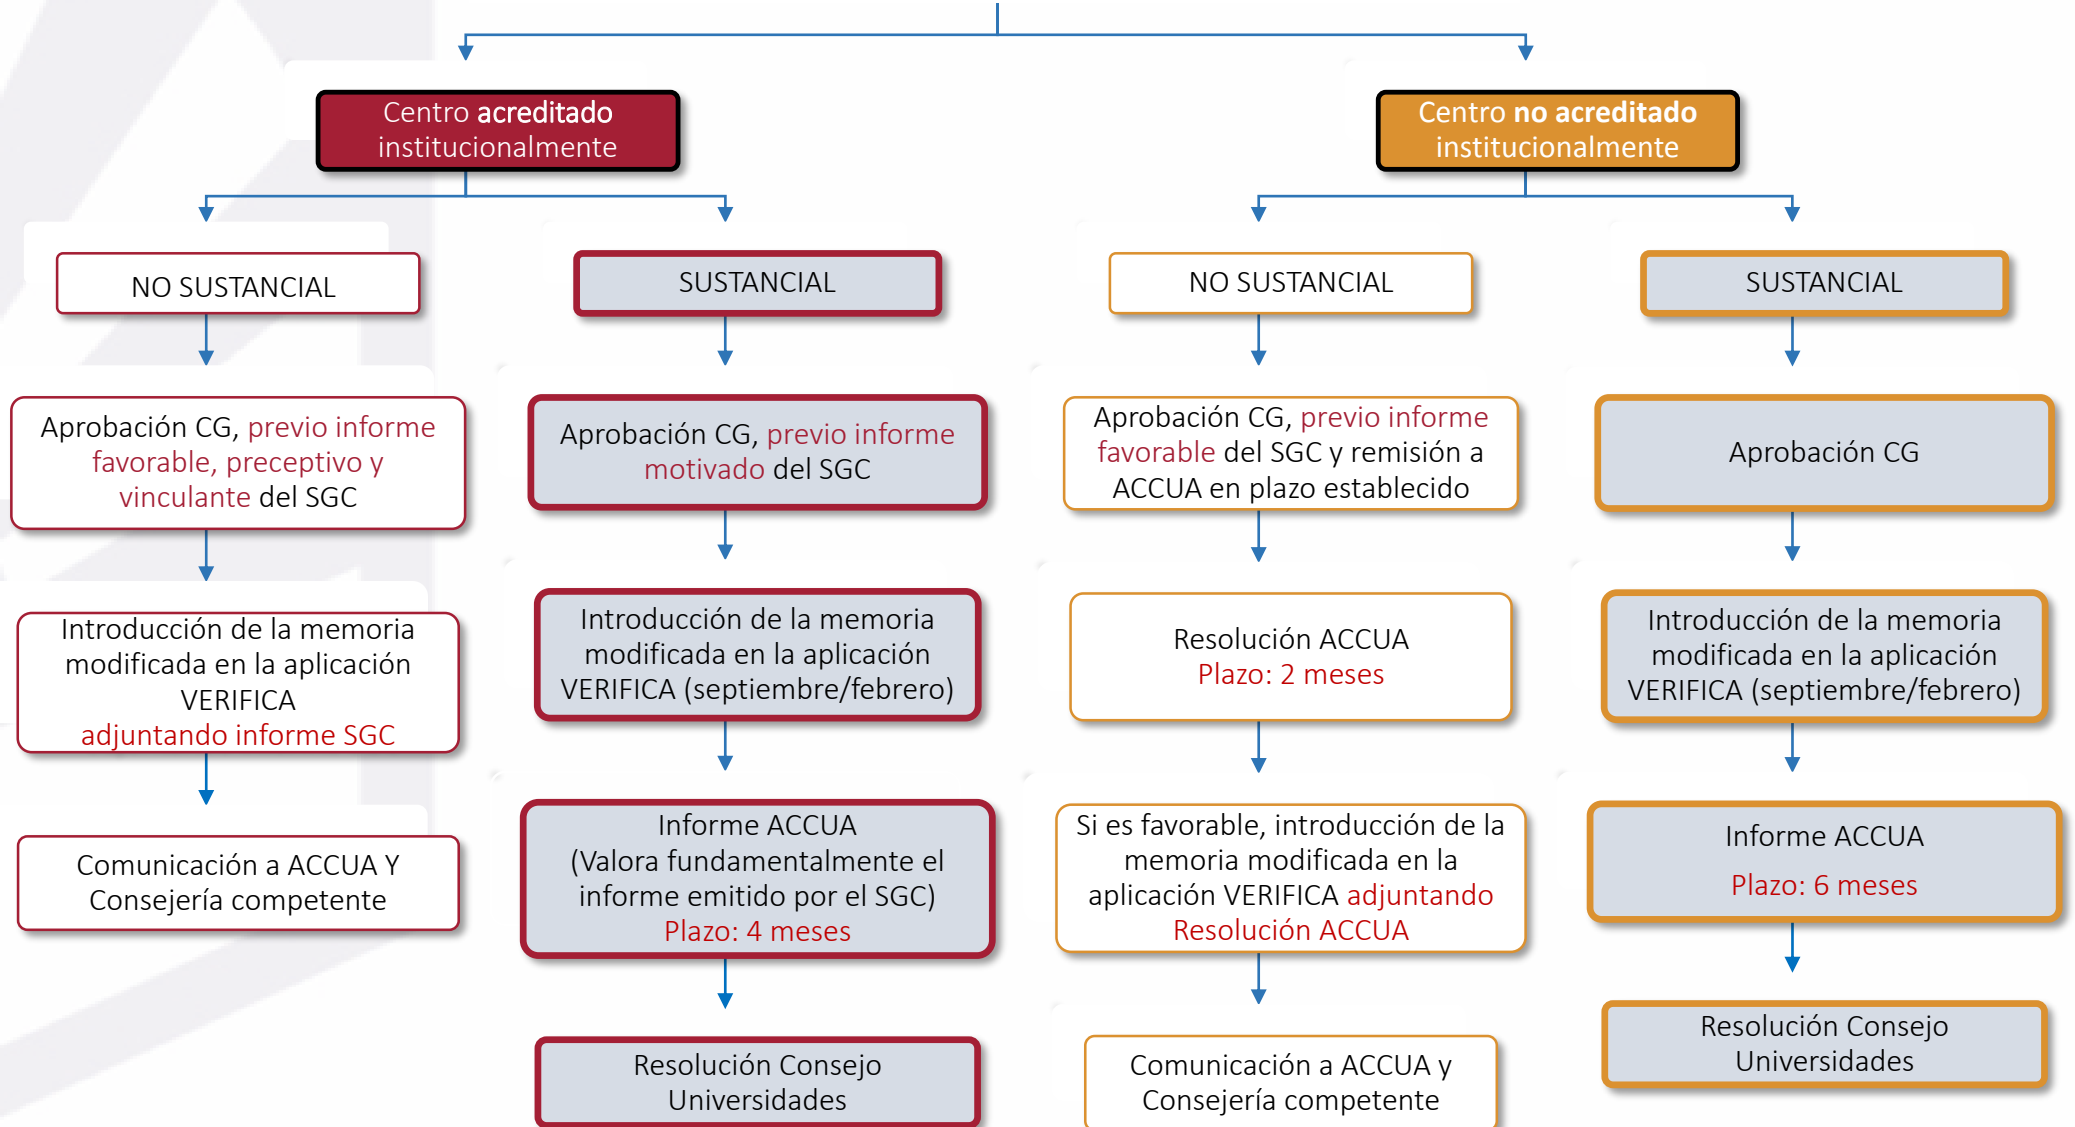 Centro acreditado
institucionalmente
Centro no acreditado
institucionalmente
NO SUSTANCIAL
SUSTANCIAL
NO SUSTANCIAL
SUSTANCIAL
Aprobación CG, previo informe
favorable, preceptivo y
vinculante del SGC
Aprobación CG, previo informe
motivado del SGC
Aprobación CG, previo informe
favorable del SGC y remisión a
ACCUA en plazo establecido
Aprobación CG
Introducción de la memoria
modificada en la aplicación
VERIFICA
adjuntando informe SGC
Introducción de la memoria
modificada en la aplicación
VERIFICA (septiembre/febrero)
Resolución ACCUA
Plazo: 2 meses
Introducción de la memoria
modificada en la aplicación
VERIFICA (septiembre/febrero)
Comunicación a ACCUA Y
Consejería competente
Informe ACCUA
(Valora fundamentalmente el
informe emitido por el SGC)
Plazo: 4 meses
Si es favorable, introducción de la
memoria modificada en la
aplicación VERIFICA adjuntando
Resolución ACCUA
Informe ACCUA
Plazo: 6 meses
Resolución Consejo
Universidades
Comunicación a ACCUA y
Consejería competente
Resolución Consejo
Universidades